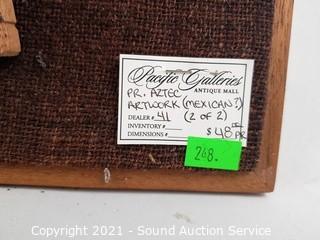 Pacific Galleries
ANTIQUE MALL
PR. AZTEC
ARTWORK (MEXICAN?)
DEALER #. 41 (2 OF 2)
INVENTORY #
DIMENSIONS # $48 PR
268.
Copyright 2021 - Sound Auction Service